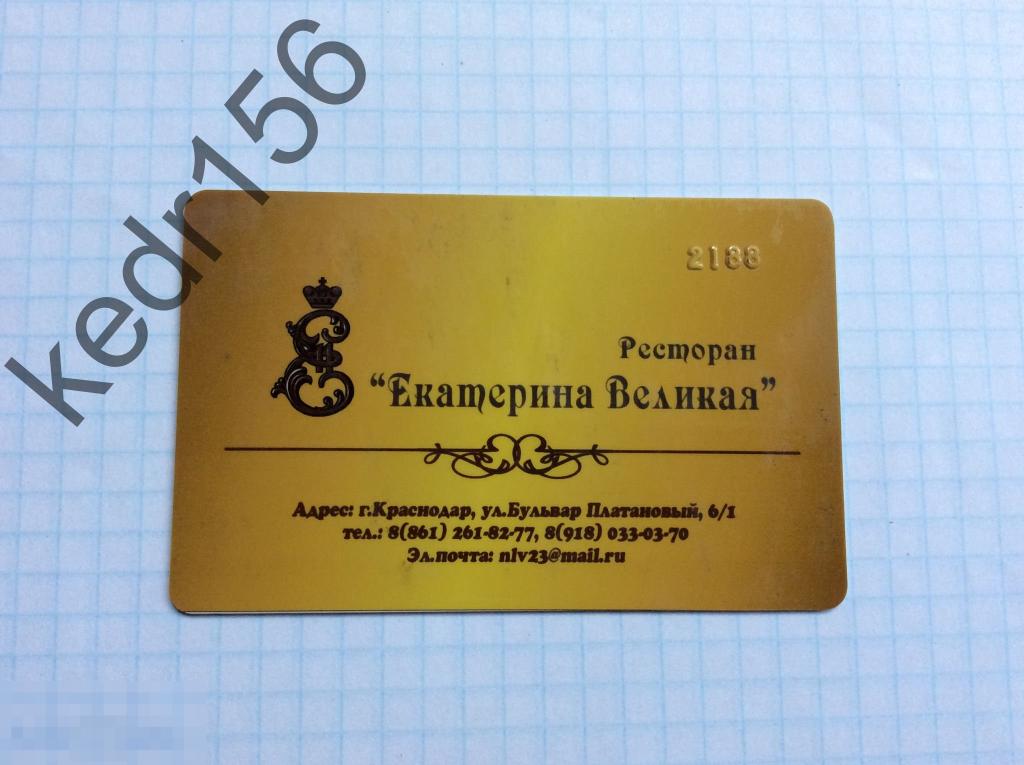 kedr156
2188
Ресторан
“Екатерина Великая”
Адрес: г.Краснодар, ул.Бульвар Платановый, 6/1
тел.: 8(861) 261-82-77, 8(918) 033-03-70
Эл.почта: nlv23@mail.ru